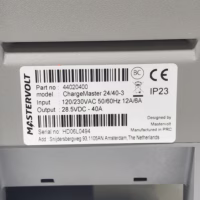 MASTERVOLT
Part no. 44020400
model ChargeMaster 24/40-3
Input 120/230VAC 50/60Hz 12A/6A
Output 28.5VDC - 40A
IP23
BC
CE
Serial no HC06L0494
Designed by
Mastervolt
Manufactured
in PRC
Add: Snijdersbergweg 93, 1105AN Amsterdam, The Netherlands